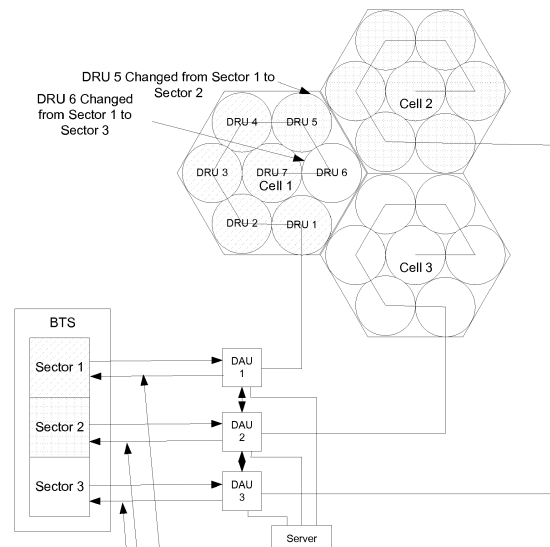 DRU 5 Changed from Sector 1 to
Sector 2
DRU 6 Changed
from Sector 1 to
Sector 3
Cell 2
DRU 4
DRU 5
DRU 3
DRU 7
DRU 6
Cell 1
DRU 2
DRU 1
Cell 3
BTS
Sector 1
DAU
1
Sector 2
DAU
2
Sector 3
DAU
3
Server